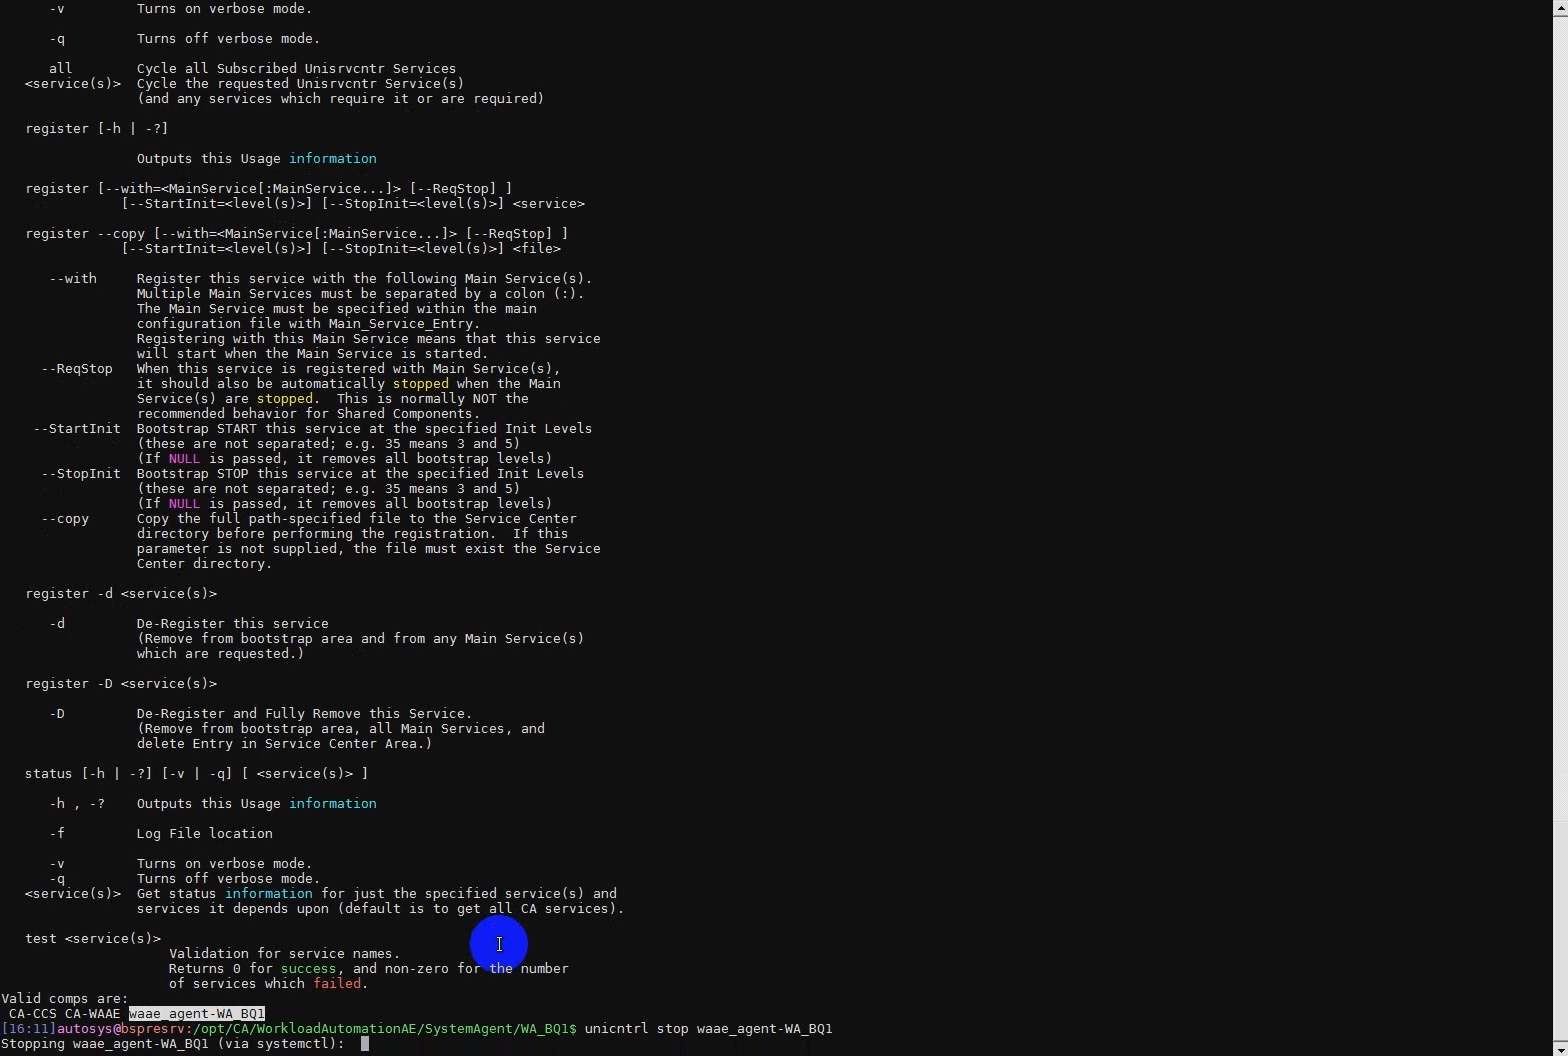 -v Turns on verbose mode.
-q Turns off verbose mode.
all Cycle all Subscribed Unisrvcntr Services
<service(s)> Cycle the requested Unisrvcntr Service(s)
(and any services which require it or are required)
register [-h | -?]
Outputs this Usage information
register [--with=<MainService[:MainService...]> [--ReqStop] ]
[--StartInit=<level(s)>] [--StopInit=<level(s)>] <service>
register --copy [--with=<MainService[:MainService...]> [--ReqStop] ]
[--StartInit=<level(s)>] [--StopInit=<level(s)>] <file>
--with Register this service with the following Main Service(s).
Multiple Main Services must be separated by a colon (:).
The Main Service must be specified within the main
configuration file with Main_Service_Entry.
Registering with this Main Service means that this service
will start when the Main Service is started.
--ReqStop When this service is registered with Main Service(s),
it should also be automatically stopped when the Main
Service(s) are stopped. This is normally NOT the
recommended behavior for Shared Components.
--StartInit Bootstrap START this service at the specified Init Levels
(these are not separated; e.g. 35 means 3 and 5)
(If NULL is passed, it removes all bootstrap levels)
--StopInit Bootstrap STOP this service at the specified Init Levels
(these are not separated; e.g. 35 means 3 and 5)
(If NULL is passed, it removes all bootstrap levels)
--copy Copy the full path-specified file to the Service Center
directory before performing the registration. If this
parameter is not supplied, the file must exist the Service
Center directory.
register -d <service(s)>
-d De-Register this service
(Remove from bootstrap area and from any Main Service(s)
which are requested.)
register -D <service(s)>
-D De-Register and Fully Remove this Service.
(Remove from bootstrap area, all Main Services, and
delete Entry in Service Center Area.)
status [-h | -?] [-v | -q] [ <service(s)> ]
-h , -? Outputs this Usage information
-f Log File location
-v Turns on verbose mode.
-q Turns off verbose mode.
<service(s)> Get status information for just the specified service(s) and
services it depends upon (default is to get all CA services).
test <service(s)>
Validation for service names.
Returns 0 for success, and non-zero for the number
of services which failed.
Valid comps are:
CA-CCS CA-WAAE waae_agent-WA_BQ1
[16:11]autosys@bspresrv:/opt/CA/WorkloadAutomationAE/SystemAgent/WA_BQ1$ unicntrl stop waae_agent-WA_BQ1
Stopping waae_agent-WA_BQ1 (via systemctl):